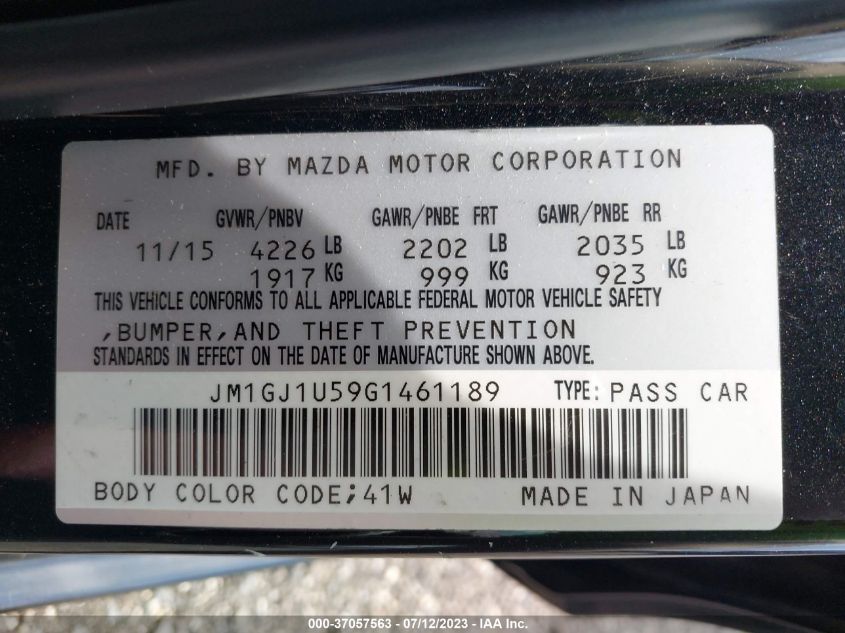 MFD. BY MAZDA MOTOR CORPORATION
DATE GVWR/PNBV GAWR/PNBE FRT GAWR/PNBE RR
11/15 4226 LB 2202 LB 2035 LB
1917 KG 999 KG 923 KG
THIS VEHICLE CONFORMS TO ALL APPLICABLE FEDERAL MOTOR VEHICLE SAFETY
,BUMPER,AND THEFT PREVENTION
STANDARDS IN EFFECT ON THE DATE OF MANUFACTURE SHOWN ABOVE.
JM1GJ1U59G1461189 TYPE: PASS CAR
BODY COLOR CODE;41W MADE IN JAPAN
000-37057563 - 07/12/2023 - © IAA, Inc.